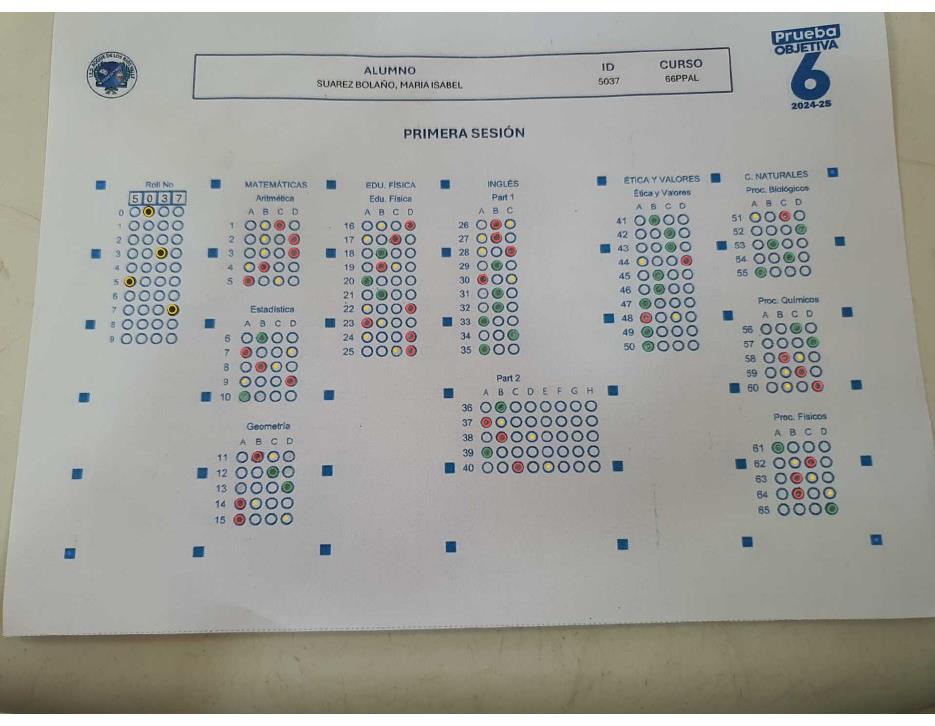 Prueba
OBJETIVA
6
2024-25
ALUMNO
SUAREZ BOLAÑO, MARIA ISABEL
ID
5037
CURSO
66PPAL
PRIMERA SESIÓN
Roll No
5 0 3 7
0
1
2
3
4
5
6
7
8
9
MATEMÁTICAS
Aritmética
A B C D
1
2
3
4
5
Estadística
A B C D
6
7
8
9
10
Geometría
A B C D
11
12
13
14
15
EDU. FÍSICA
Edu. Física
A B C D
16
17
18
19
20
21
22
23
24
25
INGLÉS
Part 1
A B C
26
27
28
29
30
31
32
33
34
35
Part 2
A B C D E F G H
36
37
38
39
40
ÉTICA Y VALORES
Ética y Valores
A B C D
41
42
43
44
45
46
47
48
49
50
C. NATURALES
Proc. Biológicos
A B C D
51
52
53
54
55
Proc. Químicos
A B C D
56
57
58
59
60
Proc. Físicos
A B C D
61
62
63
64
65